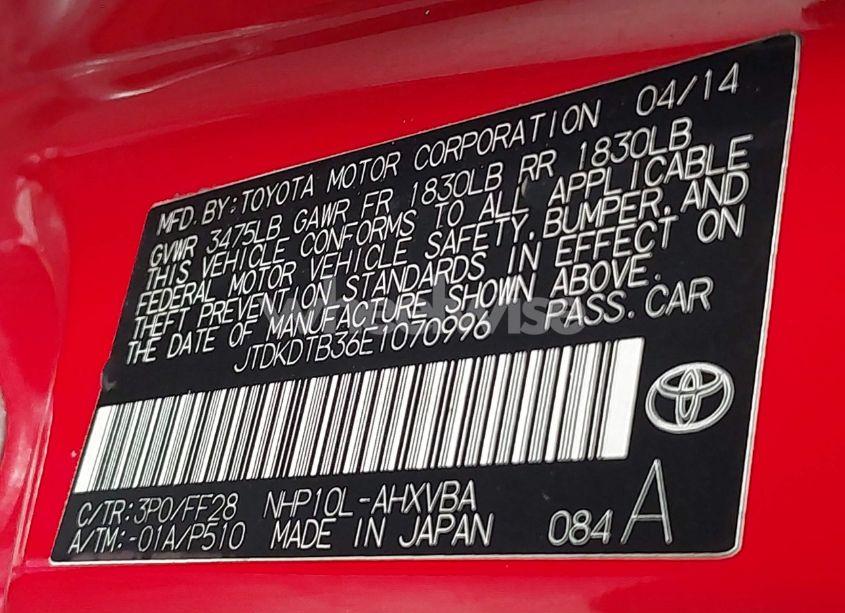 MFD. BY: TOYOTA MOTOR CORPORATION 04/14
GVWR 3475LB GAWR FR 1830LB RR 1830LB
THIS VEHICLE CONFORMS TO ALL APPLICABLE
FEDERAL MOTOR VEHICLE SAFETY, BUMPER, AND
THEFT PREVENTION STANDARDS IN EFFECT ON
THE DATE OF MANUFACTURE SHOWN ABOVE.
JTDKDTB36E1070996 PASS. CAR
C/TR: 3P0/FF28 NHP10L-AHXVBA
A/TM: -01A/P510 MADE IN JAPAN 084 A